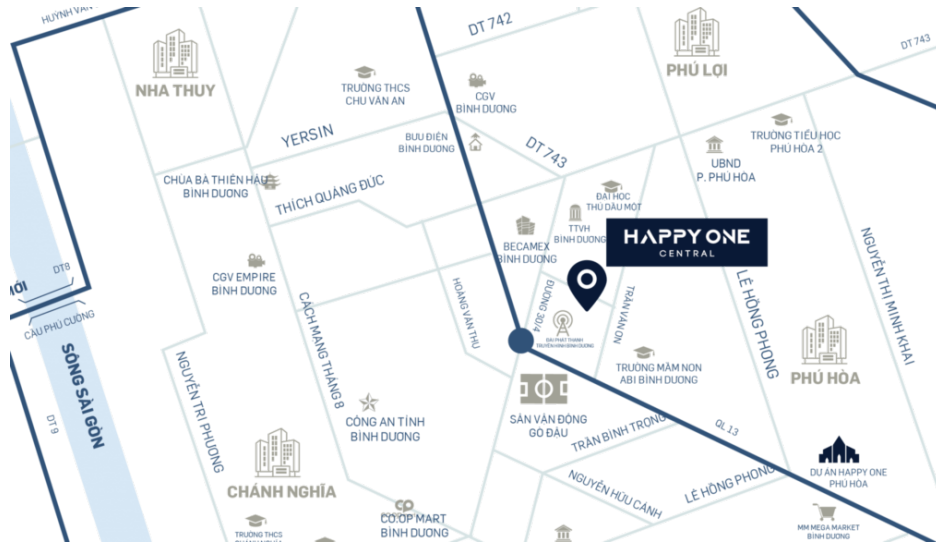 HUỲNH VĂN
DT 742
DT 743
NHA THUY
PHÚ LỢI
TRƯỜNG THCS
CHU VĂN AN
CGV
BÌNH DƯƠNG
YERSIN
BƯU ĐIỆN
BÌNH DƯƠNG
DT 743
TRƯỜNG TIỂU HỌC
PHÚ HÒA 2
UBND
P. PHÚ HÒA
CHÙA BÀ THIÊN HẬU
BÌNH DƯƠNG
THÍCH QUẢNG ĐỨC
ĐẠI HỌC
THỦ DẦU MỘT
TTVH
BÌNH DƯƠNG
BECAMEX
BÌNH DƯƠNG
HAPPY ONE
CENTRAL
DT8
CGV EMPIRE
BÌNH DƯƠNG
CẦU PHÚ CƯỜNG
SÔNG SÀI GÒN
DT 9
NGUYỄN TRI PHƯƠNG
CÁCH MẠNG THÁNG 8
HOÀNG VĂN THỤ
ĐƯỜNG 30/4
TRẦN VĂN ƠN
LÊ HỒNG PHONG
NGUYỄN THỊ MINH KHAI
ĐÀI PHÁT THANH
TRUYỀN HÌNH BÌNH DƯƠNG
TRƯỜNG MẦM NON
ABI BÌNH DƯƠNG
PHÚ HÒA
SÂN VẬN ĐỘNG
GÒ ĐẬU
CÔNG AN TỈNH
BÌNH DƯƠNG
TRẦN BÌNH TRỌNG
QL 13
NGUYỄN HỮU CẢNH
LÊ HỒNG PHONG
DỰ ÁN HAPPY ONE
PHÚ HÒA
CHÁNH NGHĨA
CO.OP MART
BÌNH DƯƠNG
MM MEGA MARKET
BÌNH DƯƠNG
TRƯỜNG THCS